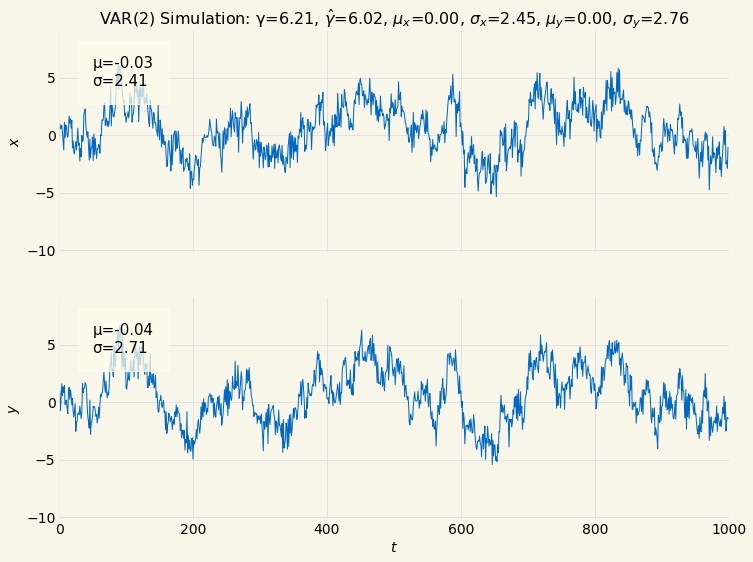 VAR(2) Simulation: γ=6.21, γ̂=6.02, μₓ=0.00, σₓ=2.45, μ_y=0.00, σ_y=2.76
μ=-0.03
σ=2.41
5
0
−5
−10
x
μ=-0.04
σ=2.71
5
0
−5
−10
y
0 200 400 600 800 1000
t